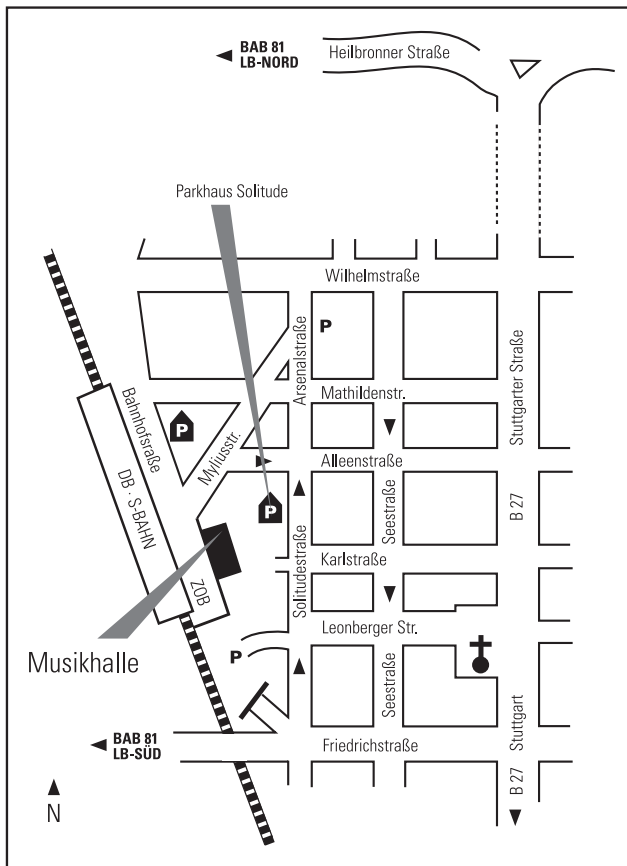 BAB 81
LB-NORD
Heilbronner Straße
Parkhaus Solitude
Wilhelmstraße
P
Arsenalstraße
Stuttgarter Straße
Mathildenstr.
Bahnhofsraße
P
Myliusstr.
Alleenstraße
DB · S-BAHN
P
Seestraße
B 27
Solitudestraße
Karlstraße
ZOB
Leonberger Str.
Musikhalle
P
Seestraße
Stuttgart
BAB 81
LB-SÜD
Friedrichstraße
B 27
N